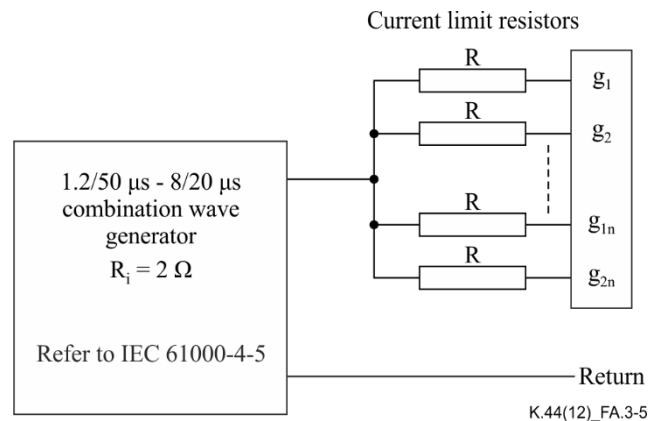 Current limit resistors
R
g1
R
g2
1.2/50 μs - 8/20 μs
combination wave
generator
Ri = 2 Ω
R
g1n
R
g2n
Refer to IEC 61000-4-5
Return
K.44(12)_FA.3-5